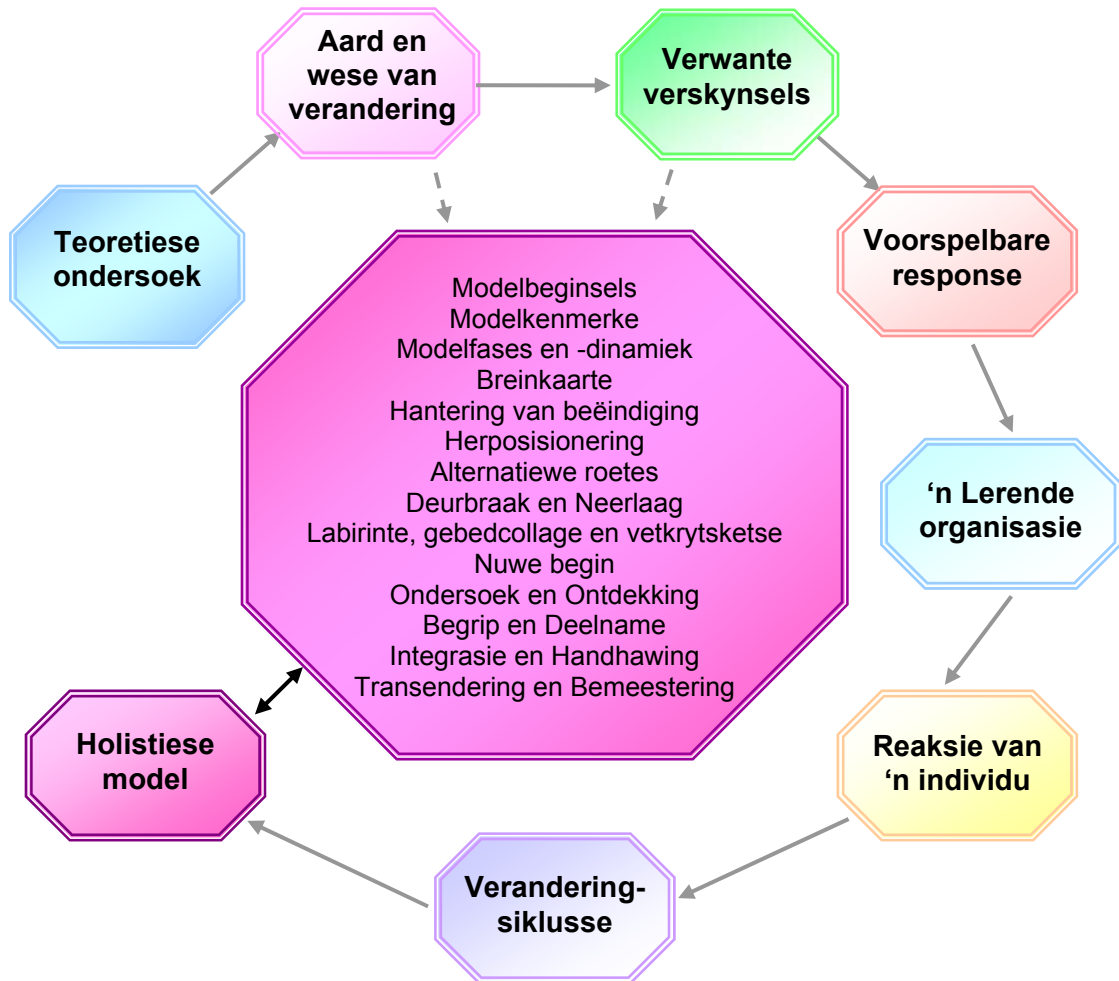 Aard en
wese van
verandering
Verwante
verskynsels
Teoretiese
ondersoek
Voorspelbare
response
Modelbeginsels
Modelkenmerke
Modelfases en -dinamiek
Breinkaarte
Hantering van beëindiging
Herposisionering
Alternatiewe roetes
Deurbraak en Neerlaag
Labirinte, gebedcollage en vetkrytsketse
Nuwe begin
Ondersoek en Ontdekking
Begrip en Deelname
Integrasie en Handhawing
Transendering en Bemeestering
‘n Lerende
organisasie
Reaksie van
‘n individu
Verandering-
siklusse
Holistiese
model